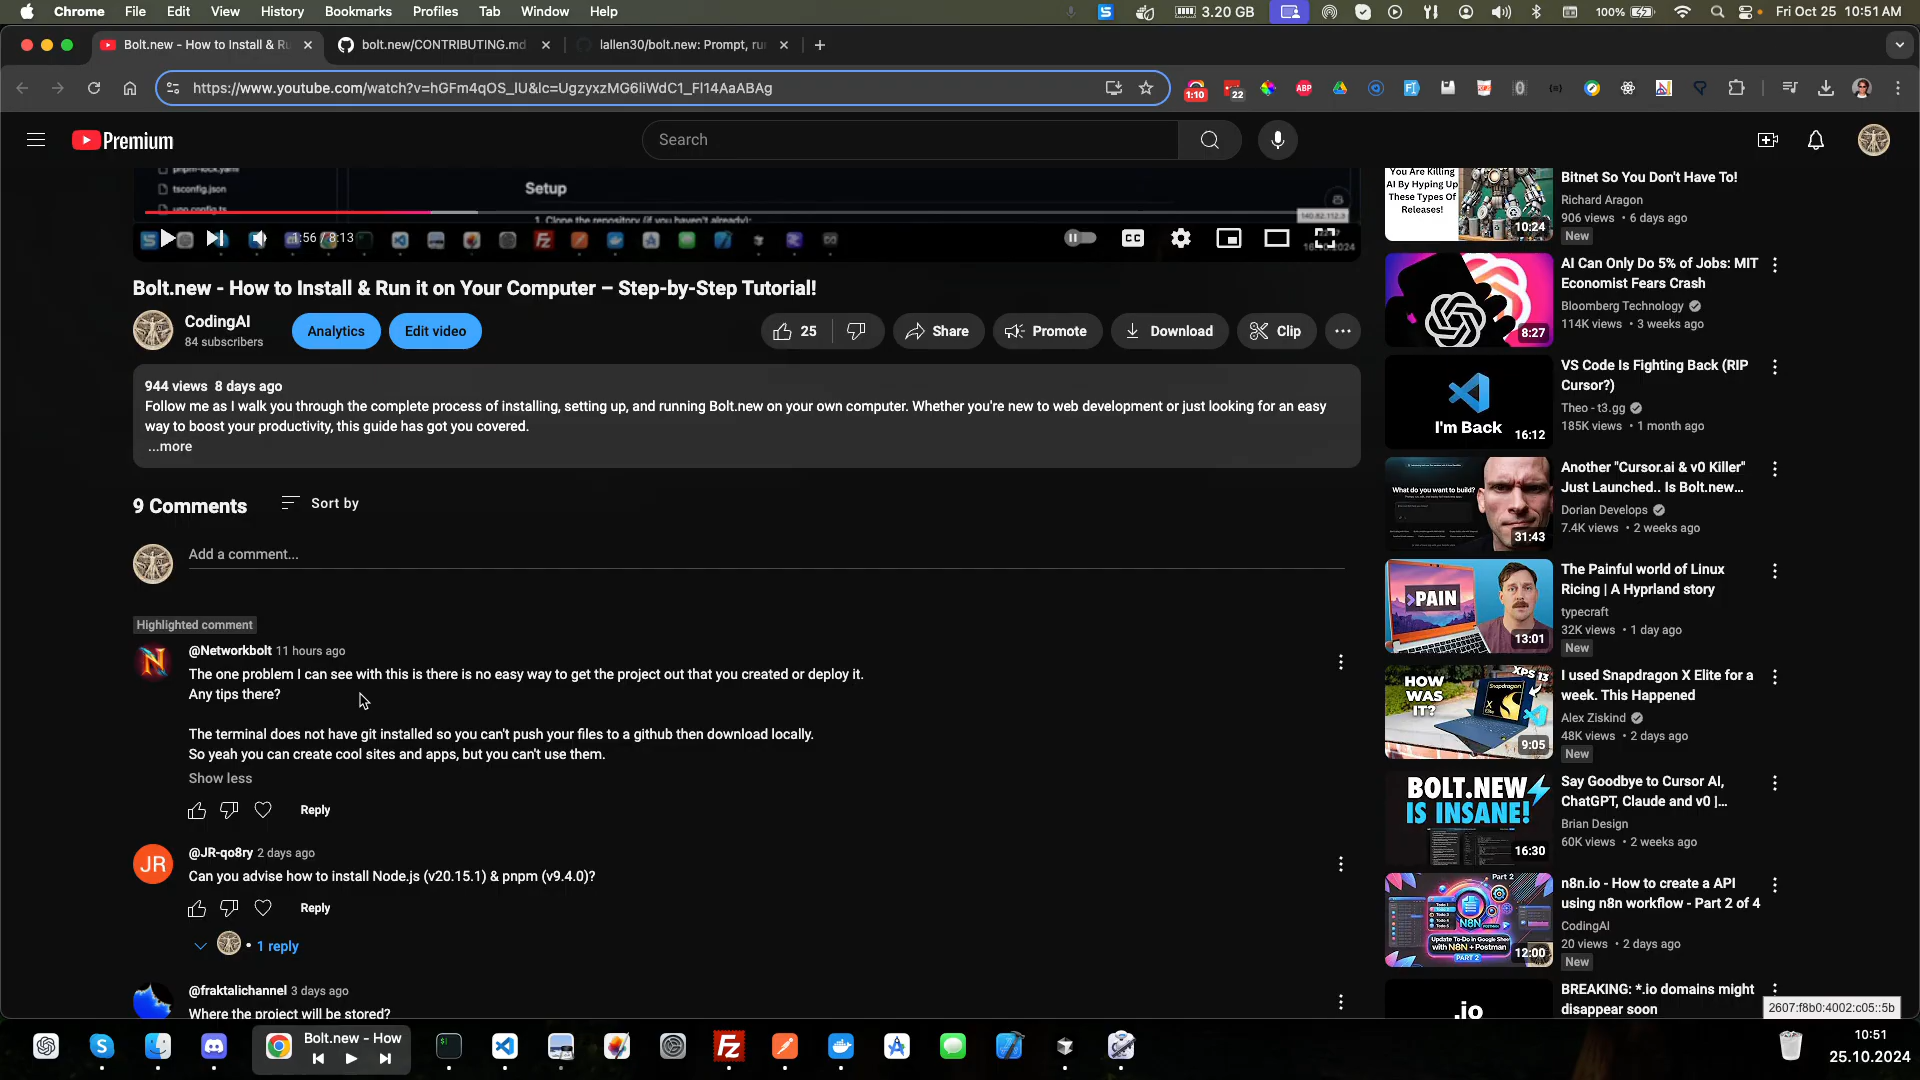 Chrome File Edit View History Bookmarks Profiles Tab Window Help
3.20 GB 100% Fri Oct 25 10:51 AM
Bolt.new - How to Install & Ru
bolt.new/CONTRIBUTING.md
lallen30/bolt.new: Prompt, ru
https://www.youtube.com/watch?v=hGFm4qOS_lU&lc=UgzyxzMG6liWdC1_Fl14AaABAg
1:10
22
ABP
Premium
Search
pnpm-lock.yaml
tsconfig.json
Setup
1. Clone the repository (if you haven't already):
140.82.112.3
1:56 / 8:13
CC
16.10.2024
Bolt.new - How to Install & Run it on Your Computer – Step-by-Step Tutorial!
CodingAI
84 subscribers
Analytics
Edit video
25
Share
Promote
Download
Clip
944 views 8 days ago
Follow me as I walk you through the complete process of installing, setting up, and running Bolt.new on your own computer. Whether you're new to web development or just looking for an easy
way to boost your productivity, this guide has got you covered.
...more
9 Comments
Sort by
Add a comment...
Highlighted comment
@Networkbolt 11 hours ago
The one problem I can see with this is there is no easy way to get the project out that you created or deploy it.
Any tips there?
The terminal does not have git installed so you can't push your files to a github then download locally.
So yeah you can create cool sites and apps, but you can't use them.
Show less
Reply
JR
@JR-qo8ry 2 days ago
Can you advise how to install Node.js (v20.15.1) & pnpm (v9.4.0)?
Reply
• 1 reply
@fraktalichannel 3 days ago
Where the project will be stored?
You Are Killing
AI By Hyping Up
These Types Of
Releases!
10:24
Bitnet So You Don't Have To!
Richard Aragon
906 views • 6 days ago
New
8:27
AI Can Only Do 5% of Jobs: MIT
Economist Fears Crash
Bloomberg Technology
114K views • 3 weeks ago
I'm Back
16:12
VS Code Is Fighting Back (RIP
Cursor?)
Theo - t3.gg
185K views • 1 month ago
What do you want to build?
31:43
Another "Cursor.ai & v0 Killer"
Just Launched.. Is Bolt.new...
Dorian Develops
7.4K views • 2 weeks ago
>PAIN
13:01
The Painful world of Linux
Ricing | A Hyprland story
typecraft
32K views • 1 day ago
New
HOW
WAS
IT?
XPS 13
Snapdragon
X Elite
9:05
I used Snapdragon X Elite for a
week. This Happened
Alex Ziskind
48K views • 2 days ago
New
BOLT.NEW
IS INSANE!
16:30
Say Goodbye to Cursor AI,
ChatGPT, Claude and v0 |...
Brian Design
60K views • 2 weeks ago
Part 2
N8N
Update To-Do in Google Sheet
with N8N + Postman
PART 2
12:00
n8n.io - How to create a API
using n8n workflow - Part 2 of 4
CodingAI
20 views • 2 days ago
New
.io
BREAKING: *.io domains might
disappear soon
2607:f8b0:4002:c05::5b
Bolt.new - How
Fz
10:51
25.10.2024